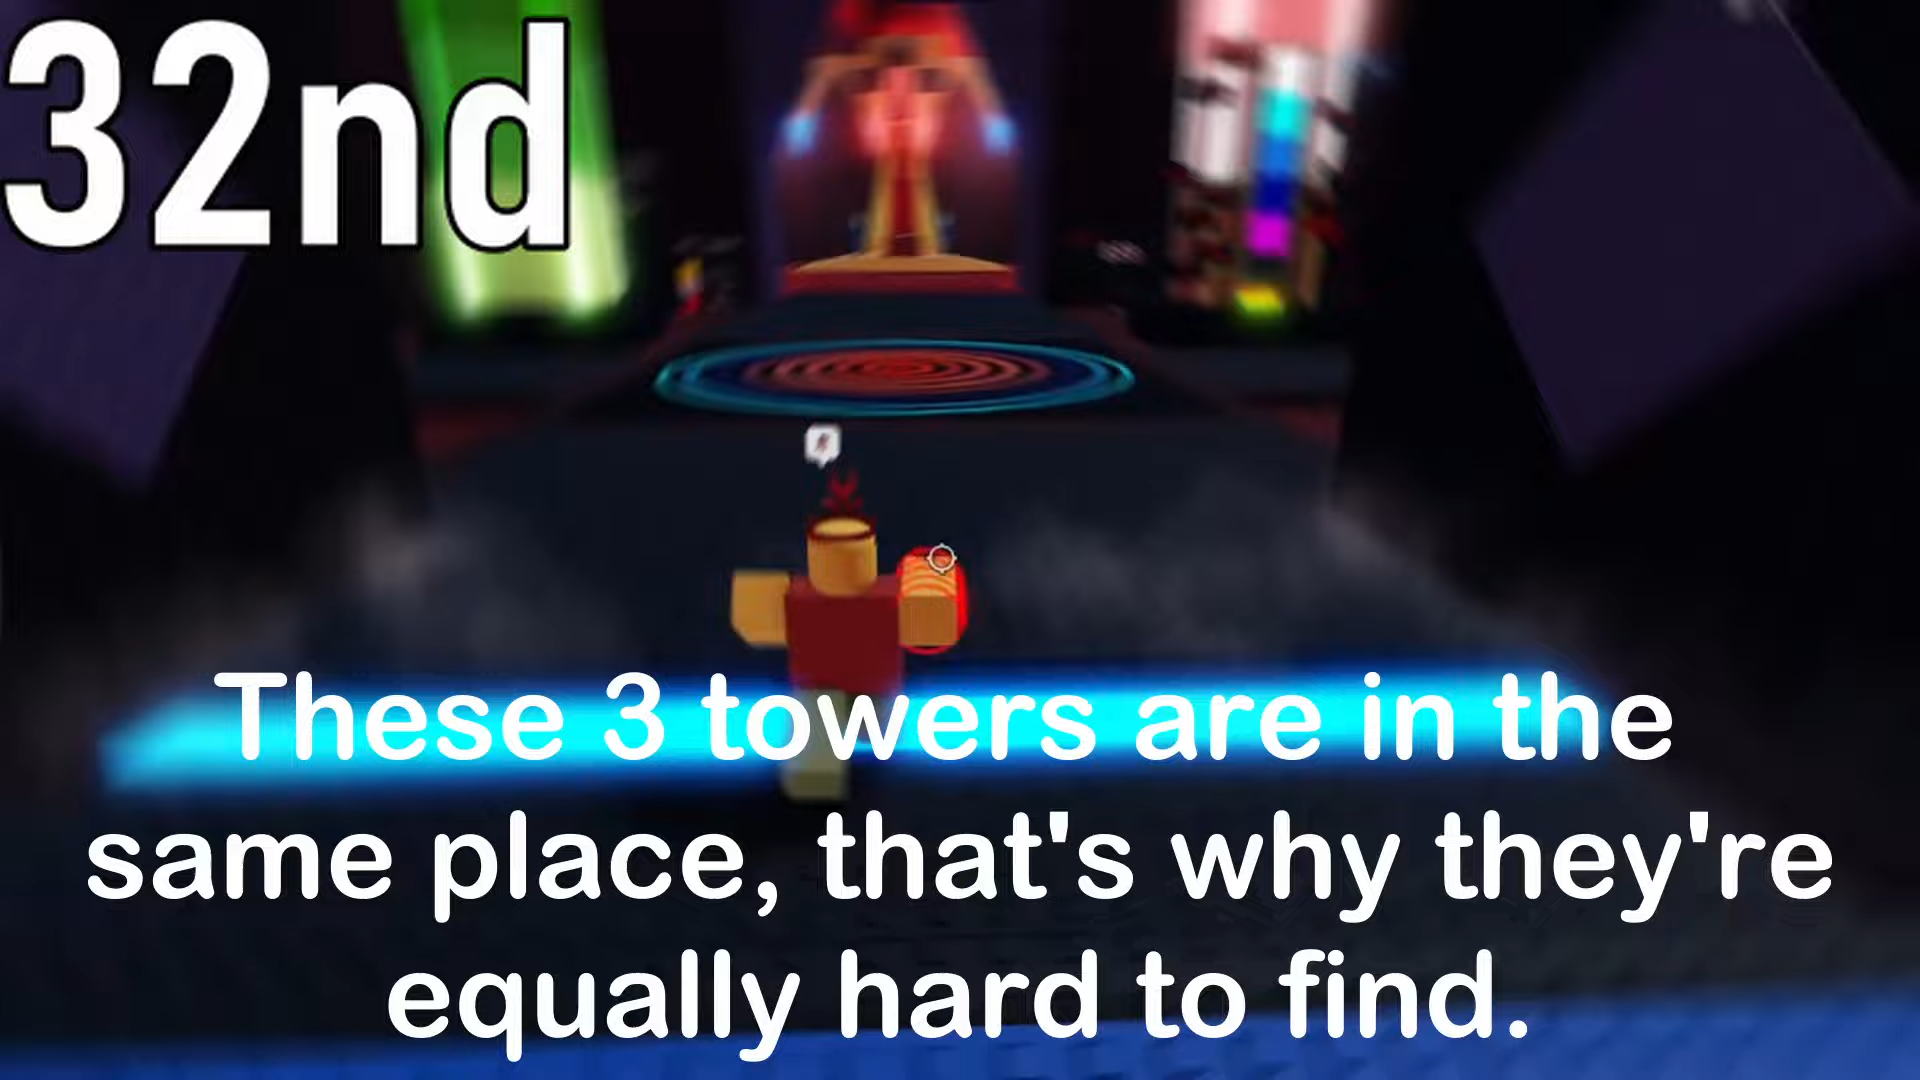 32nd
These 3 towers are in the
same place, that's why they're
equally hard to find.